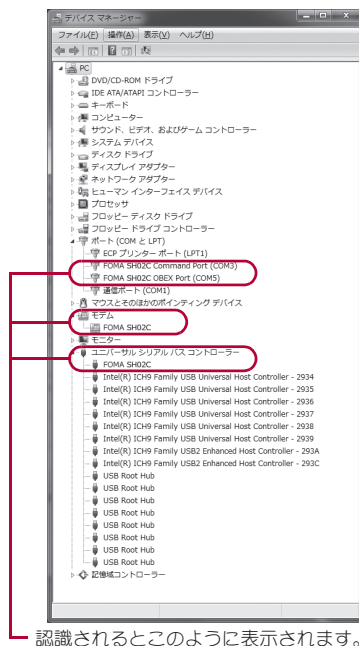 デバイス マネージャー
ファイル(F) 操作(A) 表示(V) ヘルプ(H)
PC
DVD/CD-ROM ドライブ
IDE ATA/ATAPI コントローラー
キーボード
コンピューター
サウンド、ビデオ、およびゲーム コントローラー
システム デバイス
ディスク ドライブ
ディスプレイ アダプター
ネットワーク アダプター
ヒューマン インターフェイス デバイス
プロセッサ
フロッピー ディスク ドライブ
フロッピー ドライブ コントローラー
ポート (COM と LPT)
ECP プリンター ポート (LPT1)
FOMA SH02C Command Port (COM3)
FOMA SH02C OBEX Port (COM5)
通信ポート (COM1)
マウスとそのほかのポインティング デバイス
モデム
FOMA SH02C
モニター
ユニバーサル シリアル バス コントローラー
FOMA SH02C
Intel(R) ICH9 Family USB Universal Host Controller - 2934
Intel(R) ICH9 Family USB Universal Host Controller - 2935
Intel(R) ICH9 Family USB Universal Host Controller - 2936
Intel(R) ICH9 Family USB Universal Host Controller - 2937
Intel(R) ICH9 Family USB Universal Host Controller - 2938
Intel(R) ICH9 Family USB Universal Host Controller - 2939
Intel(R) ICH9 Family USB2 Enhanced Host Controller - 293A
Intel(R) ICH9 Family USB2 Enhanced Host Controller - 293C
USB Root Hub
USB Root Hub
USB Root Hub
USB Root Hub
USB Root Hub
USB Root Hub
USB Root Hub
USB Root Hub
記憶域コントローラー
認識されるとこのように表示されます。